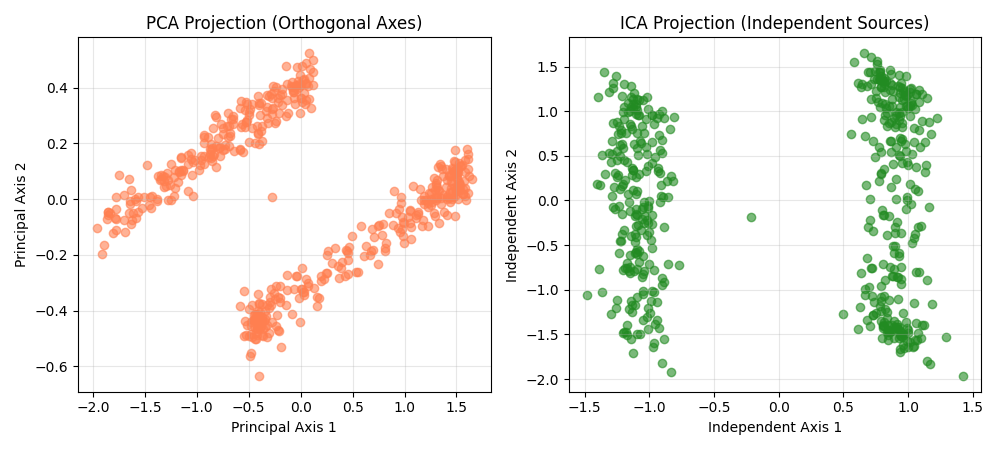 PCA Projection (Orthogonal Axes)
0.4
0.2
0.0
−0.2
−0.4
−0.6
Principal Axis 2
−2.0 −1.5 −1.0 −0.5 0.0 0.5 1.0 1.5
Principal Axis 1
ICA Projection (Independent Sources)
1.5
1.0
0.5
0.0
−0.5
−1.0
−1.5
−2.0
Independent Axis 2
−1.5 −1.0 −0.5 0.0 0.5 1.0 1.5
Independent Axis 1